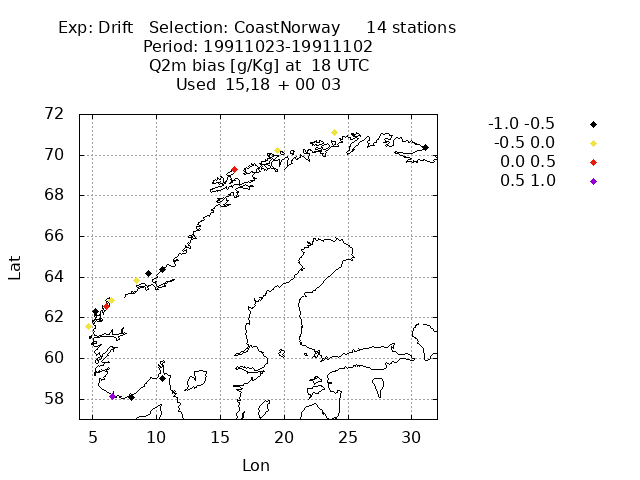 Exp: Drift   Selection: CoastNorway     14 stations
Period: 19911023-19911102
Q2m bias [g/Kg] at  18 UTC
Used  15,18 + 00 03
-1.0 -0.5
-0.5 0.0
0.0 0.5
0.5 1.0
72
70
68
66
64
62
60
58
Lat
5 10 15 20 25 30
Lon